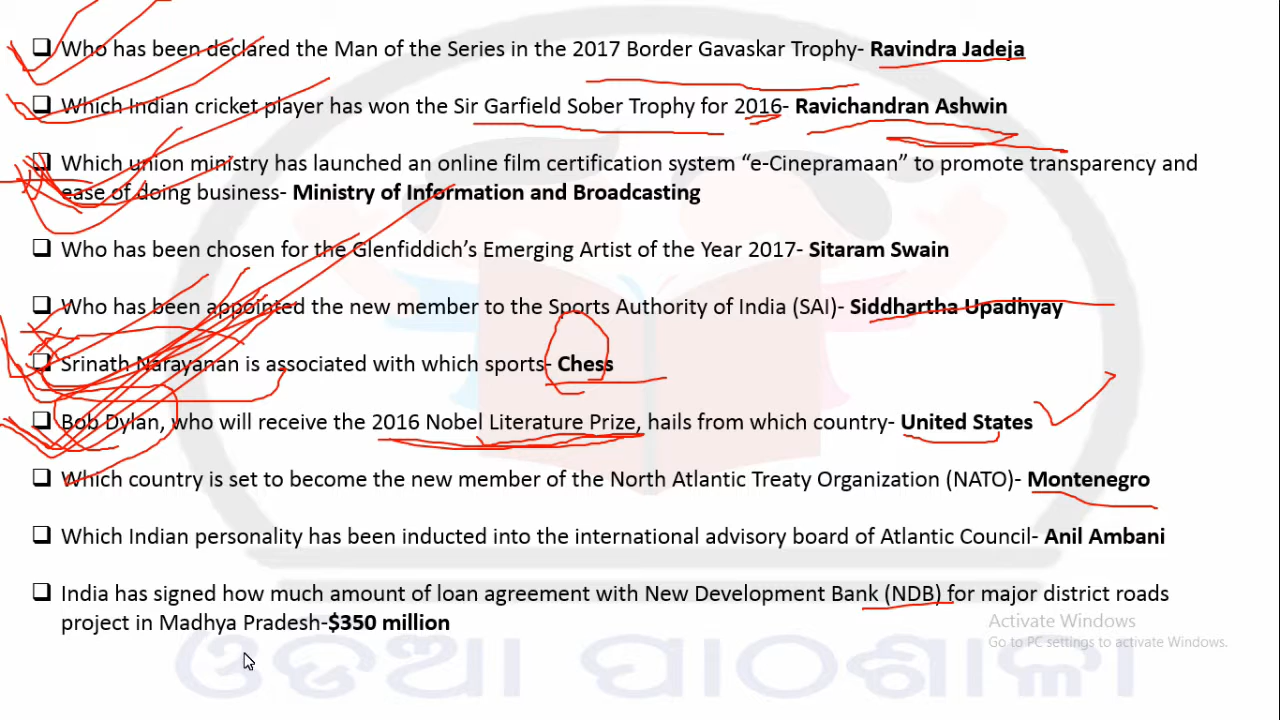 Who has been declared the Man of the Series in the 2017 Border Gavaskar Trophy- Ravindra Jadeja
Which Indian cricket player has won the Sir Garfield Sober Trophy for 2016- Ravichandran Ashwin
Which union ministry has launched an online film certification system “e-Cinepramaan” to promote transparency and
ease of doing business- Ministry of Information and Broadcasting
Who has been chosen for the Glenfiddich’s Emerging Artist of the Year 2017- Sitaram Swain
Who has been appointed the new member to the Sports Authority of India (SAI)- Siddhartha Upadhyay
Srinath Narayanan is associated with which sports- Chess
Bob Dylan, who will receive the 2016 Nobel Literature Prize, hails from which country- United States
Which country is set to become the new member of the North Atlantic Treaty Organization (NATO)- Montenegro
Which Indian personality has been inducted into the international advisory board of Atlantic Council- Anil Ambani
India has signed how much amount of loan agreement with New Development Bank (NDB) for major district roads
project in Madhya Pradesh-$350 million
Activate Windows
Go to PC settings to activate Windows.
ଓଡ଼ିଆ ପାଠଶାଳା